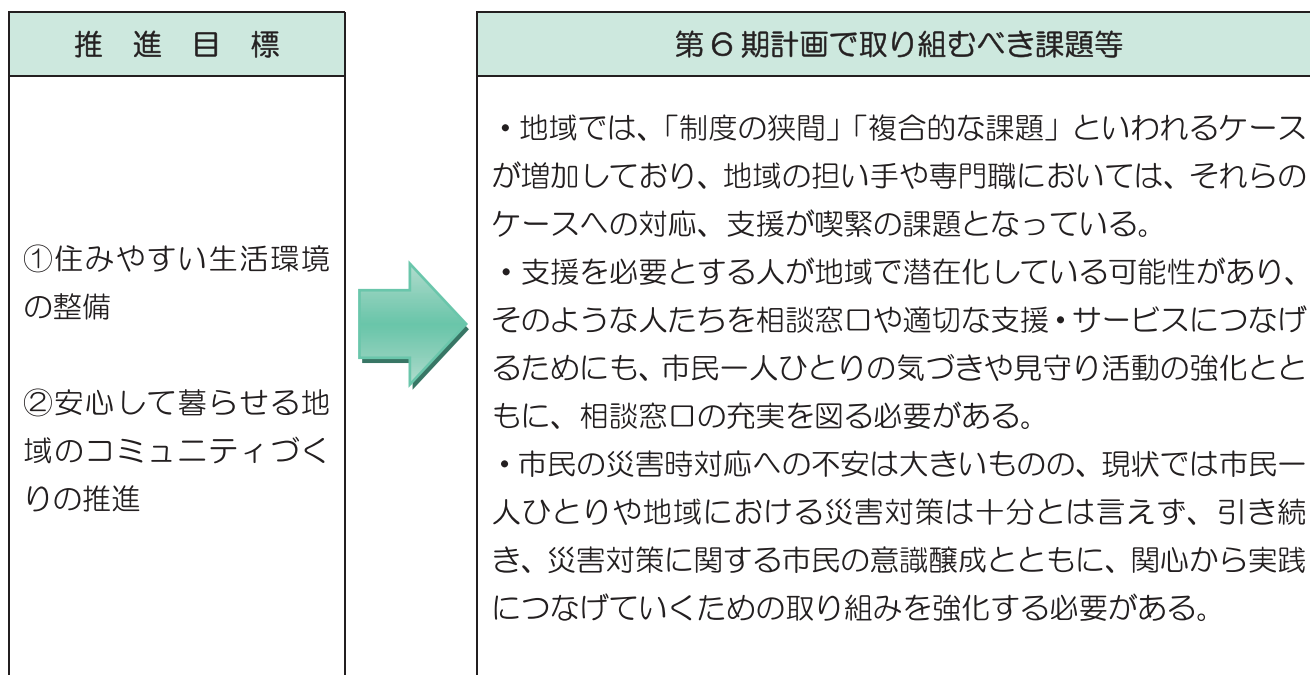 推進目標
①住みやすい生活環境
の整備
②安心して暮らせる地
域のコミュニティづく
りの推進
第6期計画で取り組むべき課題等
・地域では、「制度の狭間」「複合的な課題」といわれるケース
が増加しており、地域の担い手や専門職においては、それらの
ケースへの対応、支援が喫緊の課題となっている。
・支援を必要とする人が地域で潜在化している可能性があり、
そのような人たちを相談窓口や適切な支援・サービスにつなげ
るためにも、市民一人ひとりの気づきや見守り活動の強化とと
もに、相談窓口の充実を図る必要がある。
・市民の災害時対応への不安は大きいものの、現状では市民一
人ひとりや地域における災害対策は十分とは言えず、引き続
き、災害対策に関する市民の意識醸成とともに、関心から実践
につなげていくための取り組みを強化する必要がある。